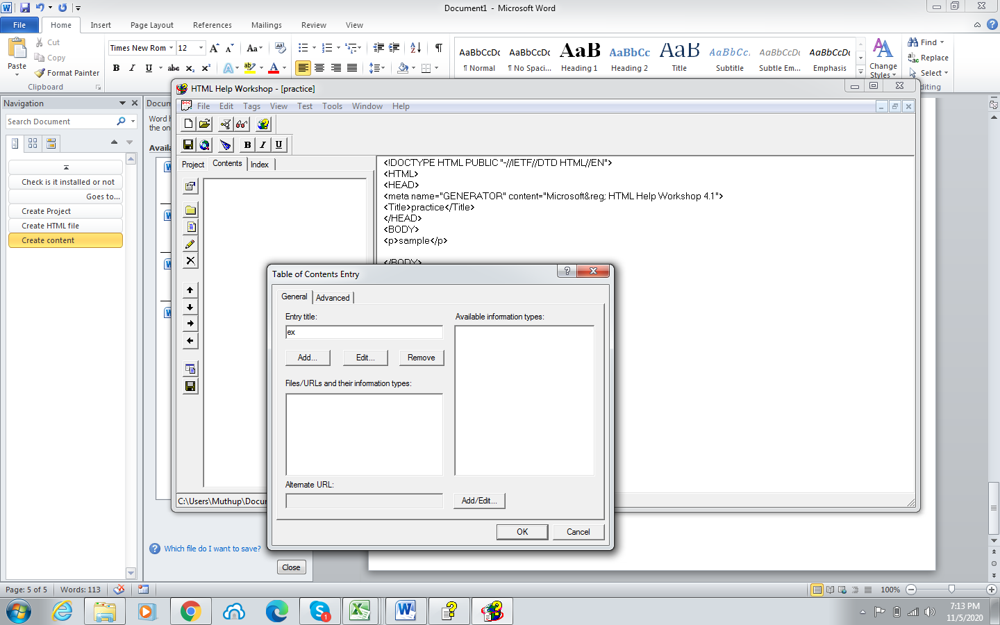 Document1 - Microsoft Word
File Home Insert Page Layout References Mailings Review View
Paste
Cut
Copy
Format Painter
Clipboard
Times New Rom 12
B I U abc x₂ x²
Aa
A
AaBbCcDc AaBbCcDc AaB AaBbCc AaB AaBbCc. AaBbCcDc AaBbCcDc
¶ Normal ¶ No Spaci... Heading 1 Heading 2 Title Subtitle Subtle Em... Emphasis
Change
Styles
Find
Replace
Select
diting
Navigation
Search Document
Check is it installed or not
Goes to...
Create Project
Create HTML file
Create content
Docum
Word h
the on
Availa
Which file do I want to save?
Close
HTML Help Workshop - [practice]
File Edit Tags View Test Tools Window Help
B I U
Project Contents Index
<!DOCTYPE HTML PUBLIC "-//IETF//DTD HTML//EN">
<HTML>
<HEAD>
<meta name="GENERATOR" content="Microsoft&reg; HTML Help Workshop 4.1">
<Title>practice</Title>
</HEAD>
<BODY>
<p>sample</p>
</BODY>
C:\Users\Muthup\Docu
Table of Contents Entry
General Advanced
Entry title:
ex
Add... Edit... Remove
Files/URLs and their information types:
Available information types:
Alternate URL:
Add/Edit...
OK Cancel
Page: 5 of 5 Words: 113
100%
1
7:13 PM
11/5/2020